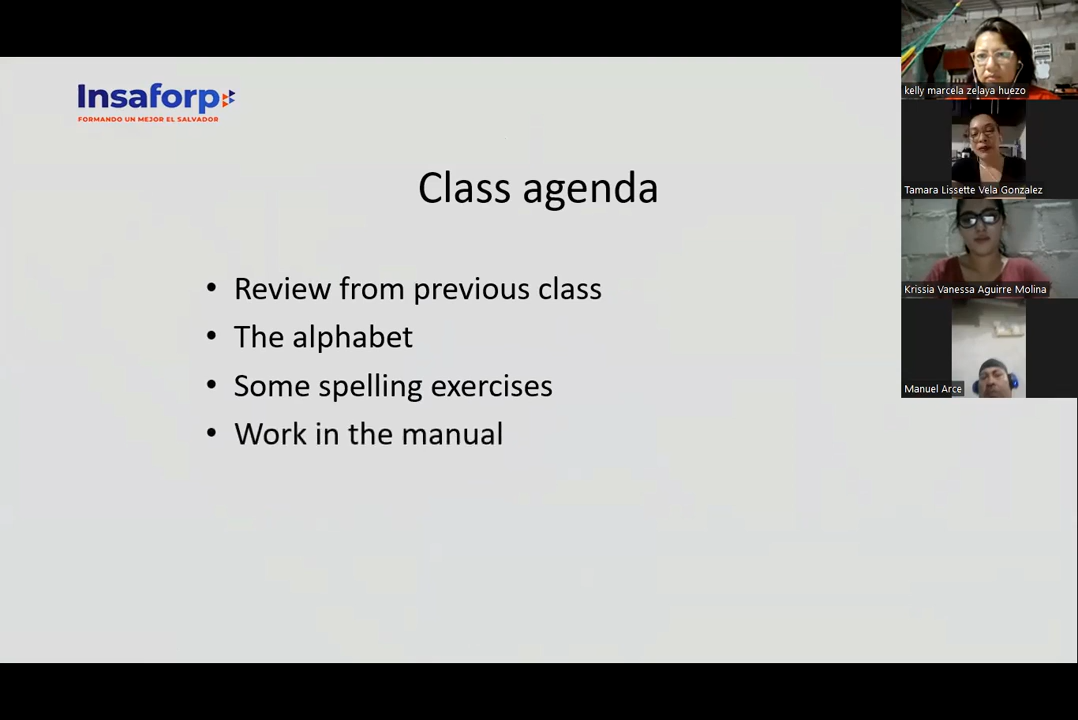 Insaforp
FORMANDO UN MEJOR EL SALVADOR
Class agenda
• Review from previous class
• The alphabet
• Some spelling exercises
• Work in the manual
kelly marcela zelaya huezo
Tamara Lissette Vela Gonzalez
Krissia Vanessa Aguirre Molina
Manuel Arce